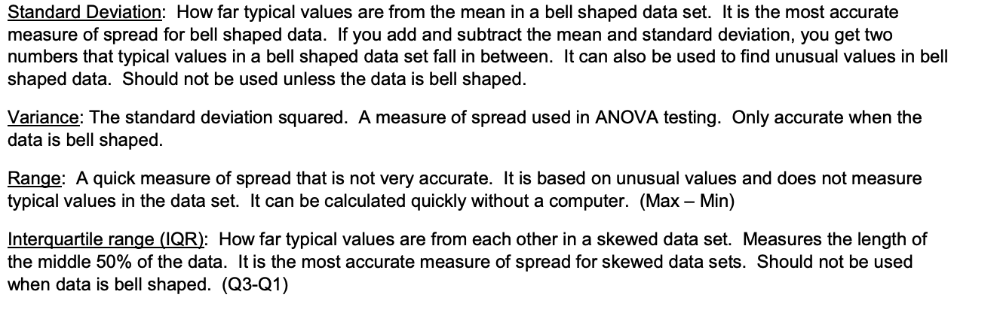 Standard Deviation:  How far typical values are from the mean in a bell shaped data set.  It is the most accurate
measure of spread for bell shaped data.  If you add and subtract the mean and standard deviation, you get two
numbers that typical values in a bell shaped data set fall in between.  It can also be used to find unusual values in bell
shaped data.  Should not be used unless the data is bell shaped.
Variance: The standard deviation squared.  A measure of spread used in ANOVA testing.  Only accurate when the
data is bell shaped.
Range:  A quick measure of spread that is not very accurate.  It is based on unusual values and does not measure
typical values in the data set.  It can be calculated quickly without a computer.  (Max – Min)
Interquartile range (IQR):  How far typical values are from each other in a skewed data set.  Measures the length of
the middle 50% of the data.  It is the most accurate measure of spread for skewed data sets.  Should not be used
when data is bell shaped.  (Q3-Q1)